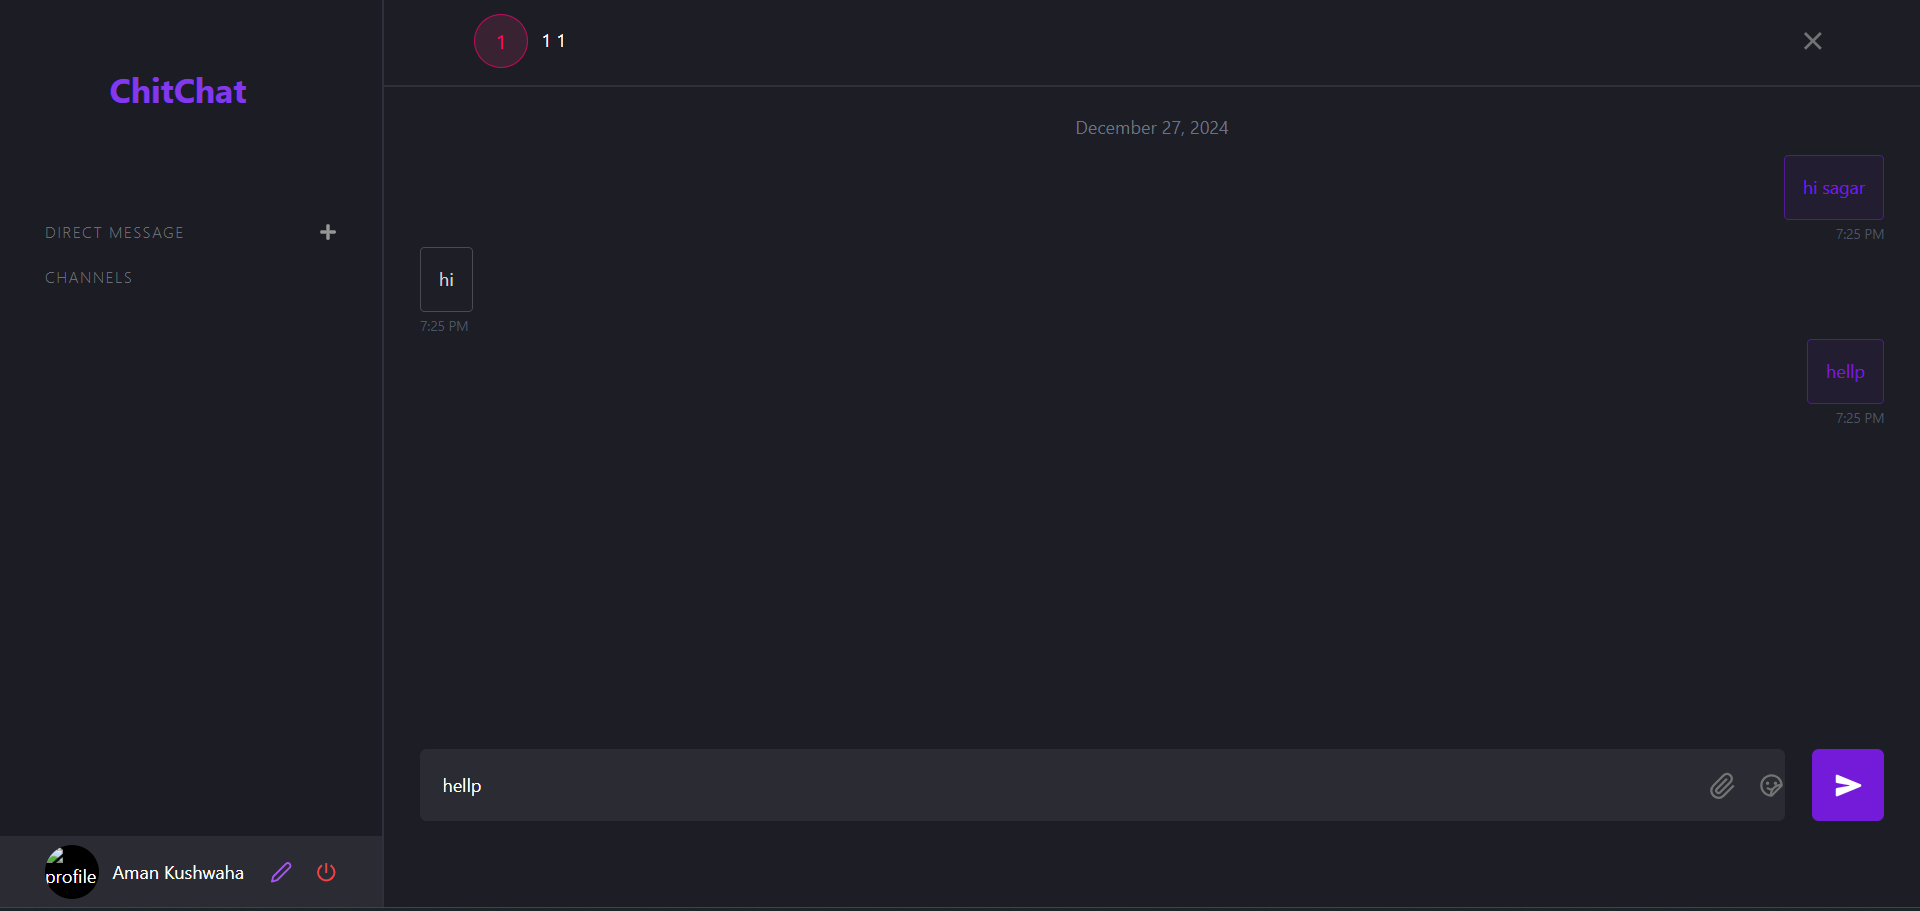 ChitChat
DIRECT MESSAGE
CHANNELS
profile
Aman Kushwaha
1
1 1
December 27, 2024
hi sagar
7:25 PM
hi
7:25 PM
hellp
7:25 PM
hellp